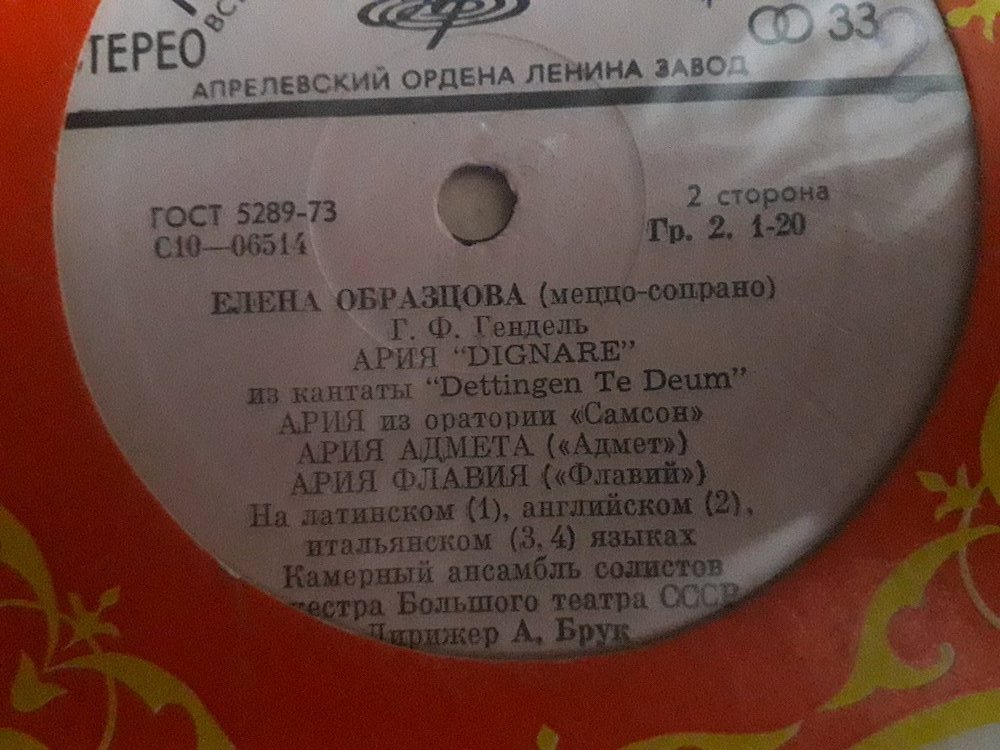 СТЕРЕО
33
АПРЕЛЕВСКИЙ ОРДЕНА ЛЕНИНА ЗАВОД
ГОСТ 5289-73
2 сторона
С10—06514
Гр. 2. 1-20
ЕЛЕНА ОБРАЗЦОВА (меццо-сопрано)
Г. Ф. Гендель
АРИЯ "DIGNARE"
из кантаты "Dettingen Te Deum"
АРИЯ из оратории «Самсон»
АРИЯ АДМЕТА («Адмет»)
АРИЯ ФЛАВИЯ («Флавий»)
На латинском (1), английском (2),
итальянском (3, 4) языках
Камерный ансамбль солистов
Большого театра СССР
Дирижер А. Брук